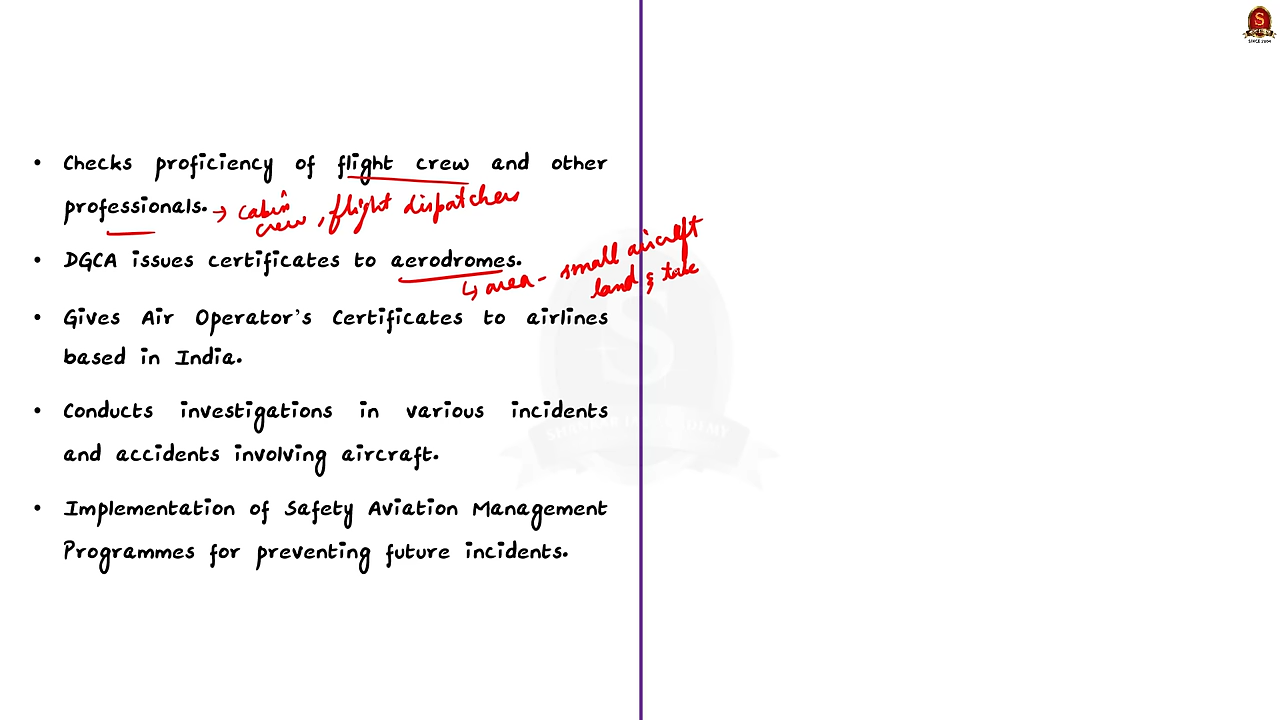 • Checks proficiency of flight crew and other
professionals. → cabin crew, flight dispatchers
• DGCA issues certificates to aerodromes.
↳ area - small aircraft
land & take
• Gives Air Operator's Certificates to airlines
based in India.
• Conducts investigations in various incidents
and accidents involving aircraft.
• Implementation of Safety Aviation Management
Programmes for preventing future incidents.
S
SINCE 2004
S